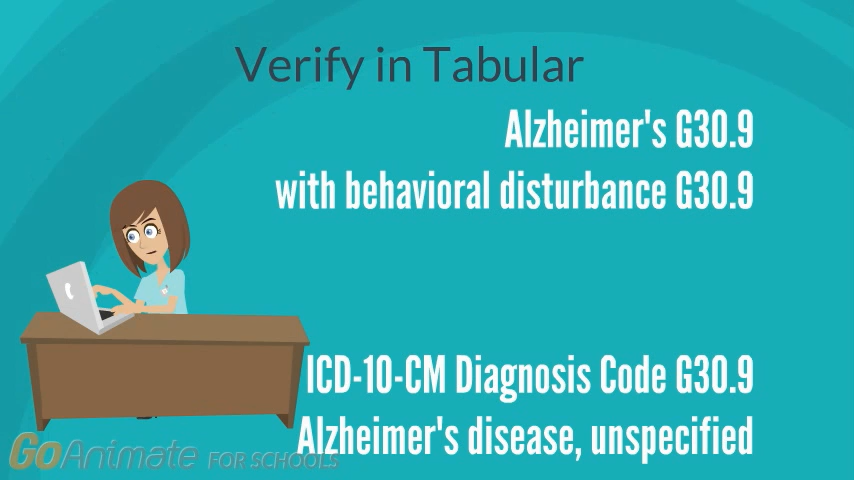 Verify in Tabular
Alzheimer's G30.9
with behavioral disturbance G30.9
ICD-10-CM Diagnosis Code G30.9
Alzheimer's disease, unspecified
GoAnimate FOR SCHOOLS